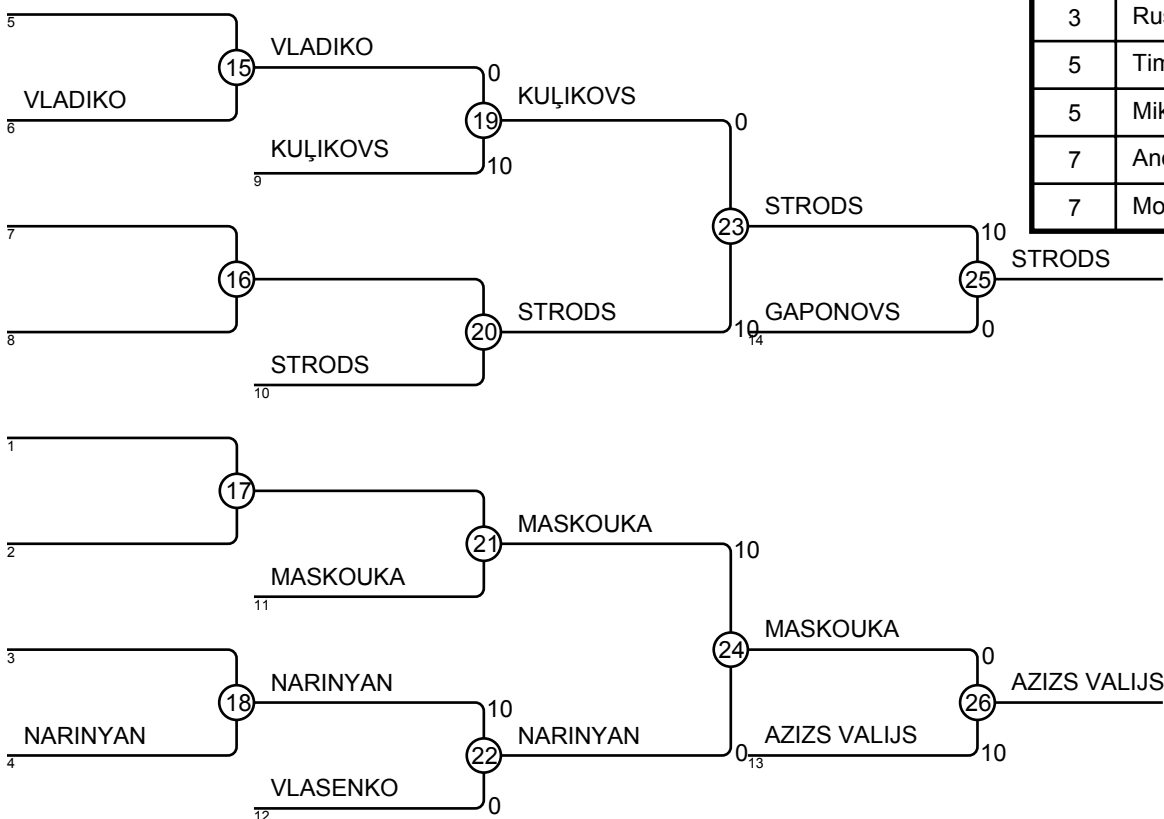 5
VLADIKO
6
15
VLADIKO
0
KUĻIKOVS
9
19
10
KUĻIKOVS
0
7
8
16
STRODS
10
20
STRODS
10
23
STRODS
10
GAPONOVS
14
0
25
STRODS
1
2
17
MASKOUKA
11
21
MASKOUKA
10
3
NARINYAN
4
18
NARINYAN
10
VLASENKO
12
0
22
NARINYAN
0
24
MASKOUKA
0
AZIZS VALIJS
13
10
26
AZIZS VALIJS
3
5
5
7
7